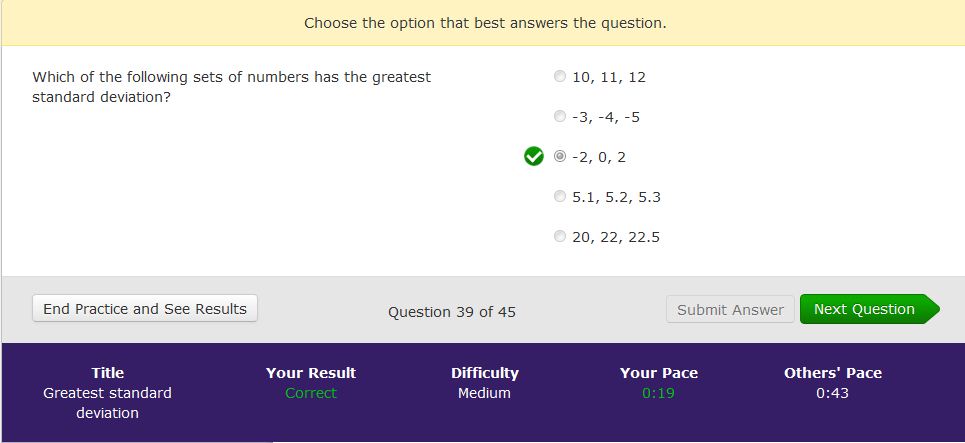 Choose the option that best answers the question.
Which of the following sets of numbers has the greatest
standard deviation?
10, 11, 12
-3, -4, -5
-2, 0, 2
5.1, 5.2, 5.3
20, 22, 22.5
End Practice and See Results
Question 39 of 45
Submit Answer
Next Question
Title
Greatest standard
deviation
Your Result
Correct
Difficulty
Medium
Your Pace
0:19
Others' Pace
0:43